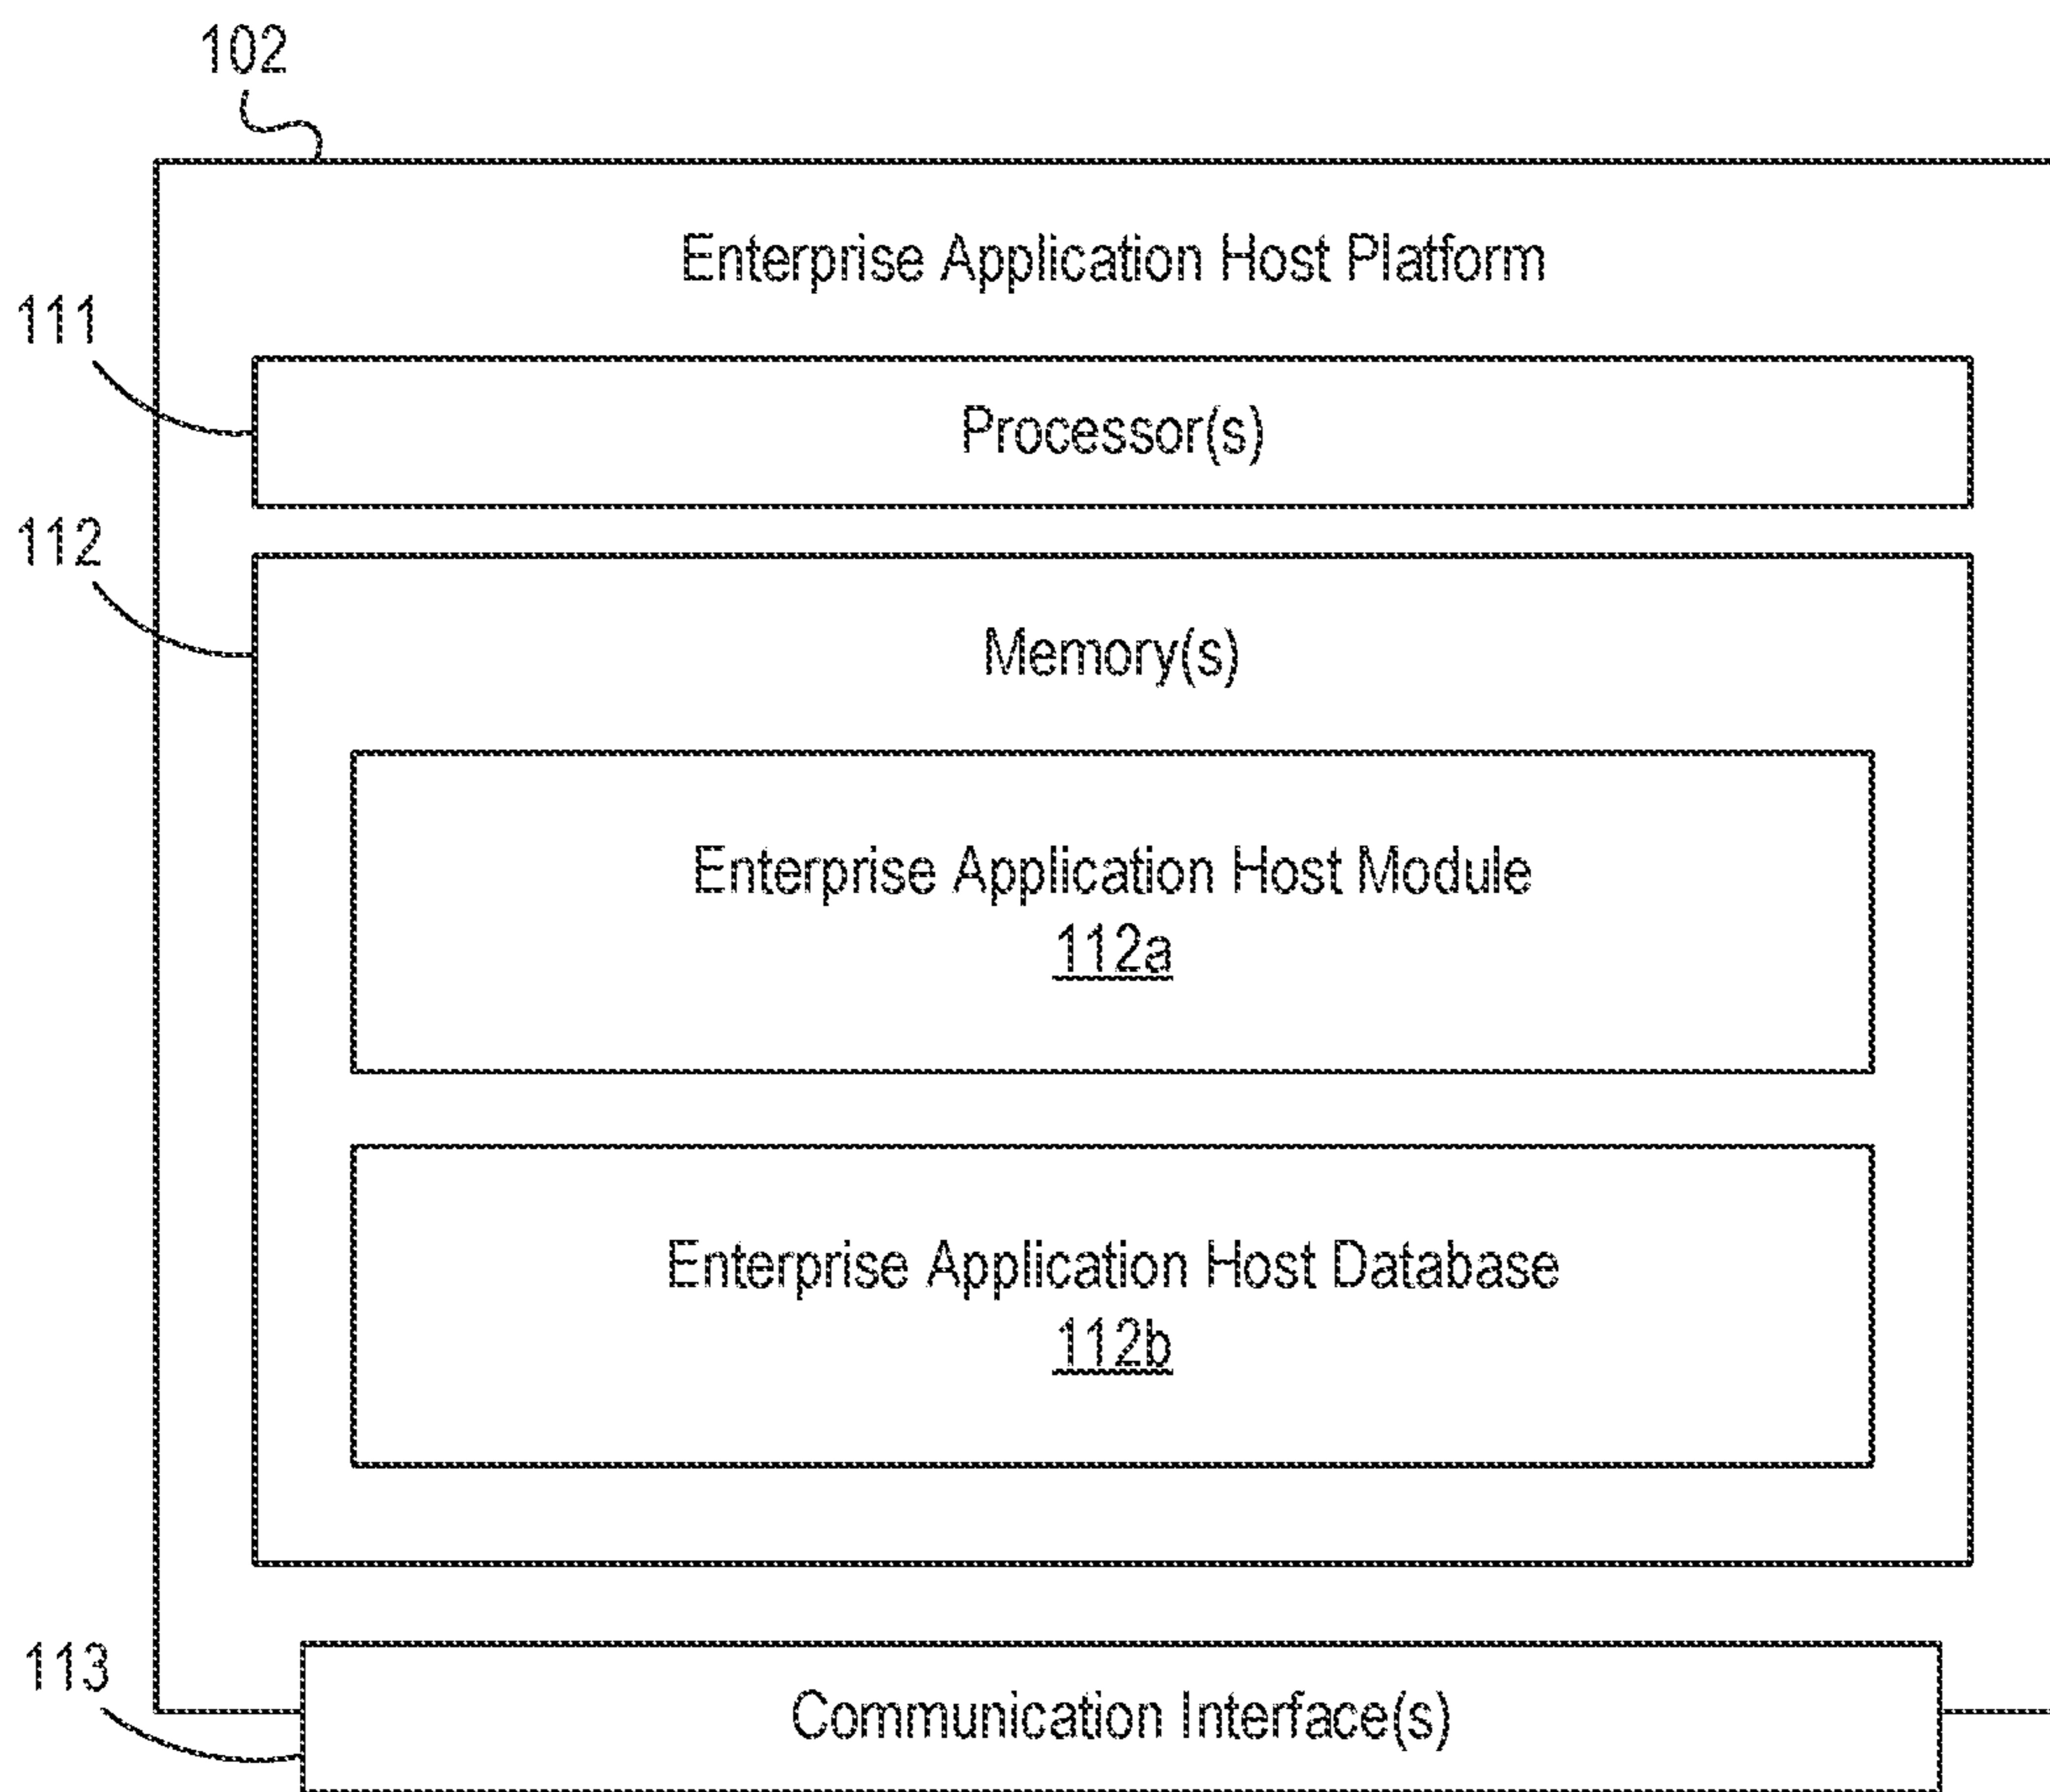 102
Enterprise Application Host Platform
111
Processor(s)
112
Memory(s)
Enterprise Application Host Module
112a
Enterprise Application Host Database
112b
113
Communication Interface(s)